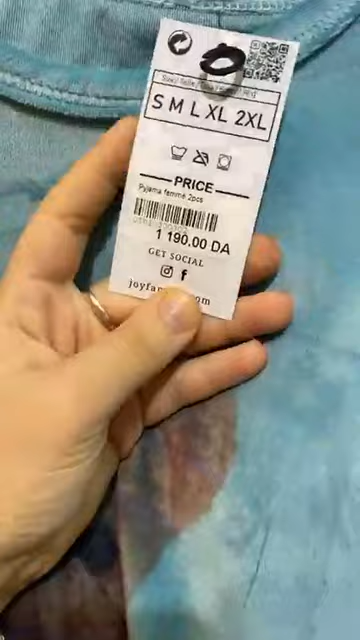 S M L XL 2XL
PRICE
Pyjama femme 2pcs
1 190.00 DA
GET SOCIAL